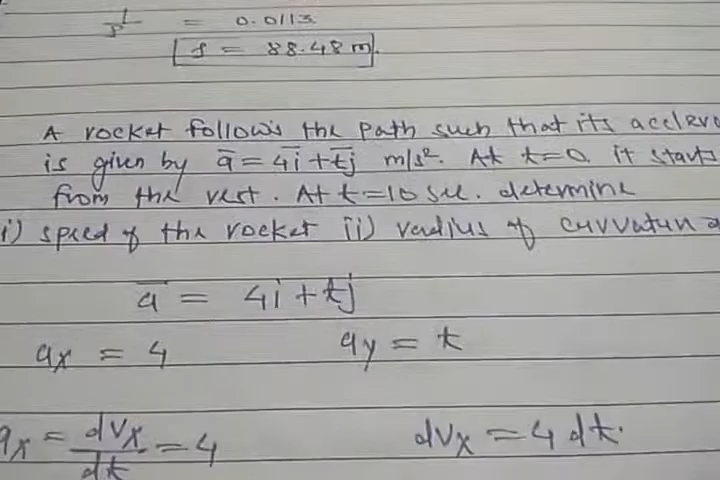 1/ρ = 0.0113
ρ = 88.48 m.
A rocket follows the path such that its
is given by a̅ = 4i̅ + tj̅ m/s². At t=0 it starts
from the rest. At t=10 sec. determine
i) speed of the rocket ii) radius of
a̅ = 4i + tj
ax = 4 ay = t
ax = dVx/dt = 4 dVx = 4 dt.